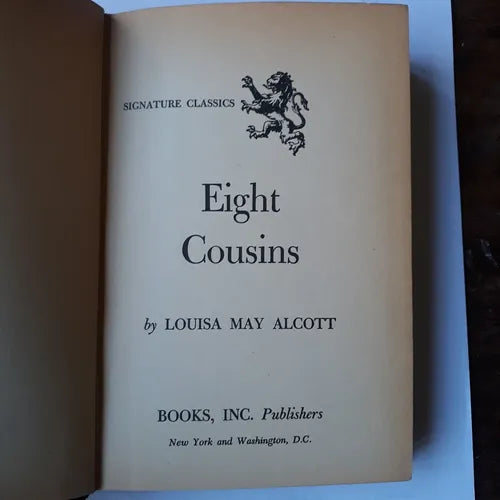 SIGNATURE CLASSICS
Eight
Cousins
by LOUISA MAY ALCOTT
BOOKS, INC. Publishers
New York and Washington, D.C.